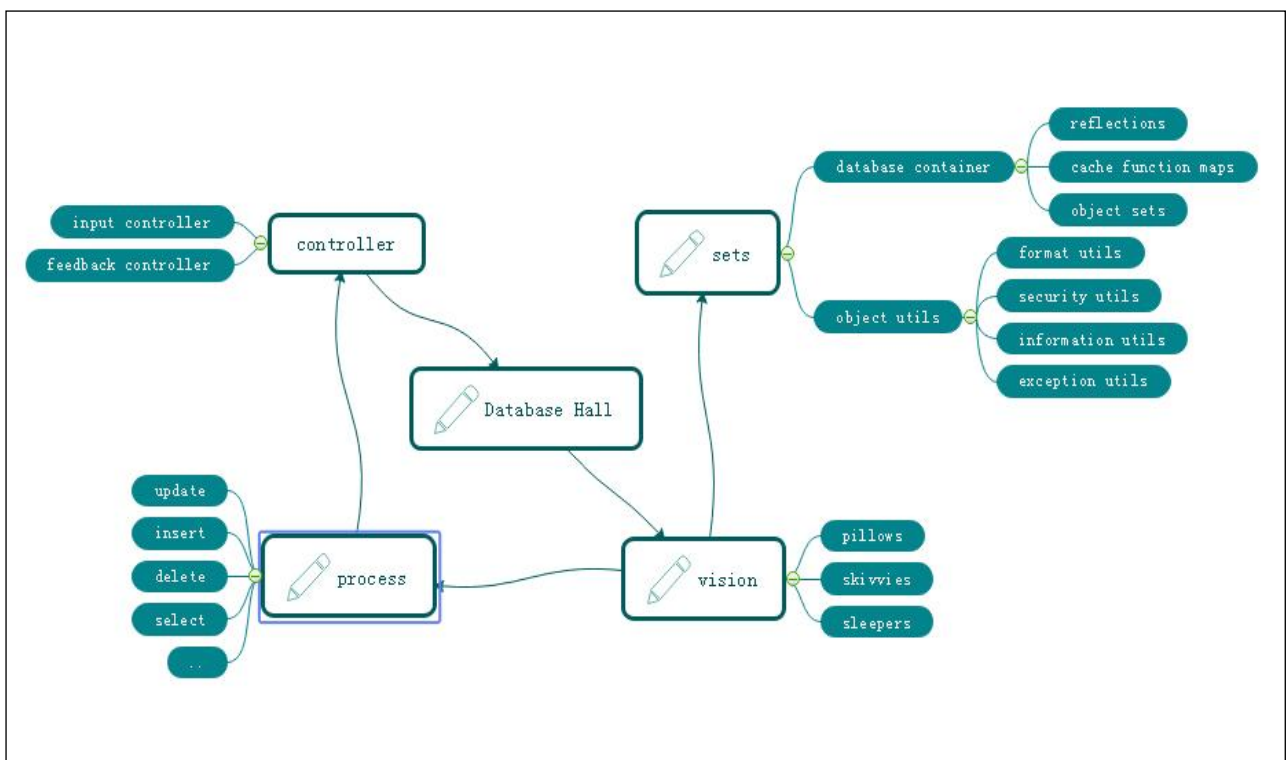 input controller
feedback controller
controller
Database Hall
sets
database container
reflections
cache function maps
object sets
object utils
format utils
security utils
information utils
exception utils
update
insert
delete
select
..
process
vision
pillows
skivvies
sleepers